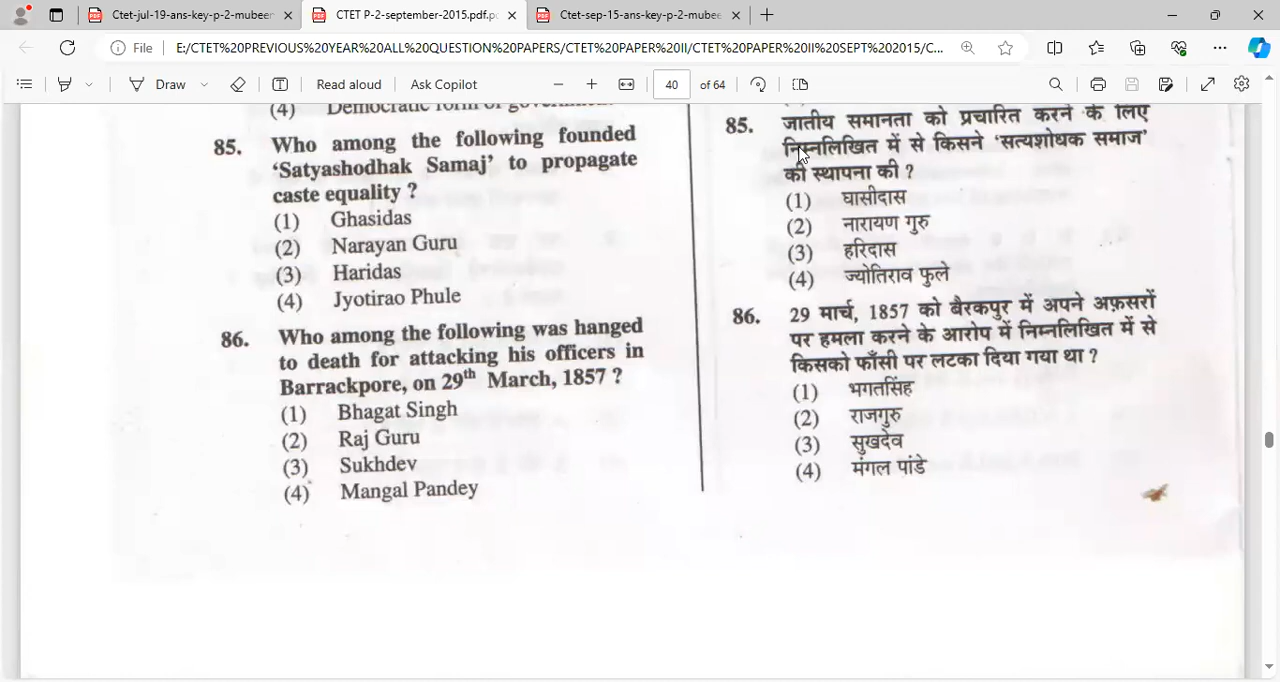 Ctet-jul-19-ans-key-p-2-mubee
CTET P-2-september-2015.pdf.p
Ctet-sep-15-ans-key-p-2-mubee
File
E:/CTET%20PREVIOUS%20YEAR%20ALL%20QUESTION%20PAPERS/CTET%20PAPER%20II/CTET%20PAPER%20II%20SEPT%202015/C...
Draw
Read aloud
Ask Copilot
40 of 64
(4) Democratic form of government
85. Who among the following founded
‘Satyashodhak Samaj’ to propagate
caste equality ?
(1) Ghasidas
(2) Narayan Guru
(3) Haridas
(4) Jyotirao Phule
86. Who among the following was hanged
to death for attacking his officers in
Barrackpore, on 29th March, 1857 ?
(1) Bhagat Singh
(2) Raj Guru
(3) Sukhdev
(4) Mangal Pandey
85. जातीय समानता को प्रचारित करने के लिए
निम्नलिखित में से किसने ‘सत्यशोधक समाज’
की स्थापना की ?
(1) घासीदास
(2) नारायण गुरु
(3) हरिदास
(4) ज्योतिराव फुले
86. 29 मार्च, 1857 को बैरकपुर में अपने अफ़सरों
पर हमला करने के आरोप में निम्नलिखित में से
किसको फाँसी पर लटका दिया गया था ?
(1) भगतसिंह
(2) राजगुरु
(3) सुखदेव
(4) मंगल पांडे